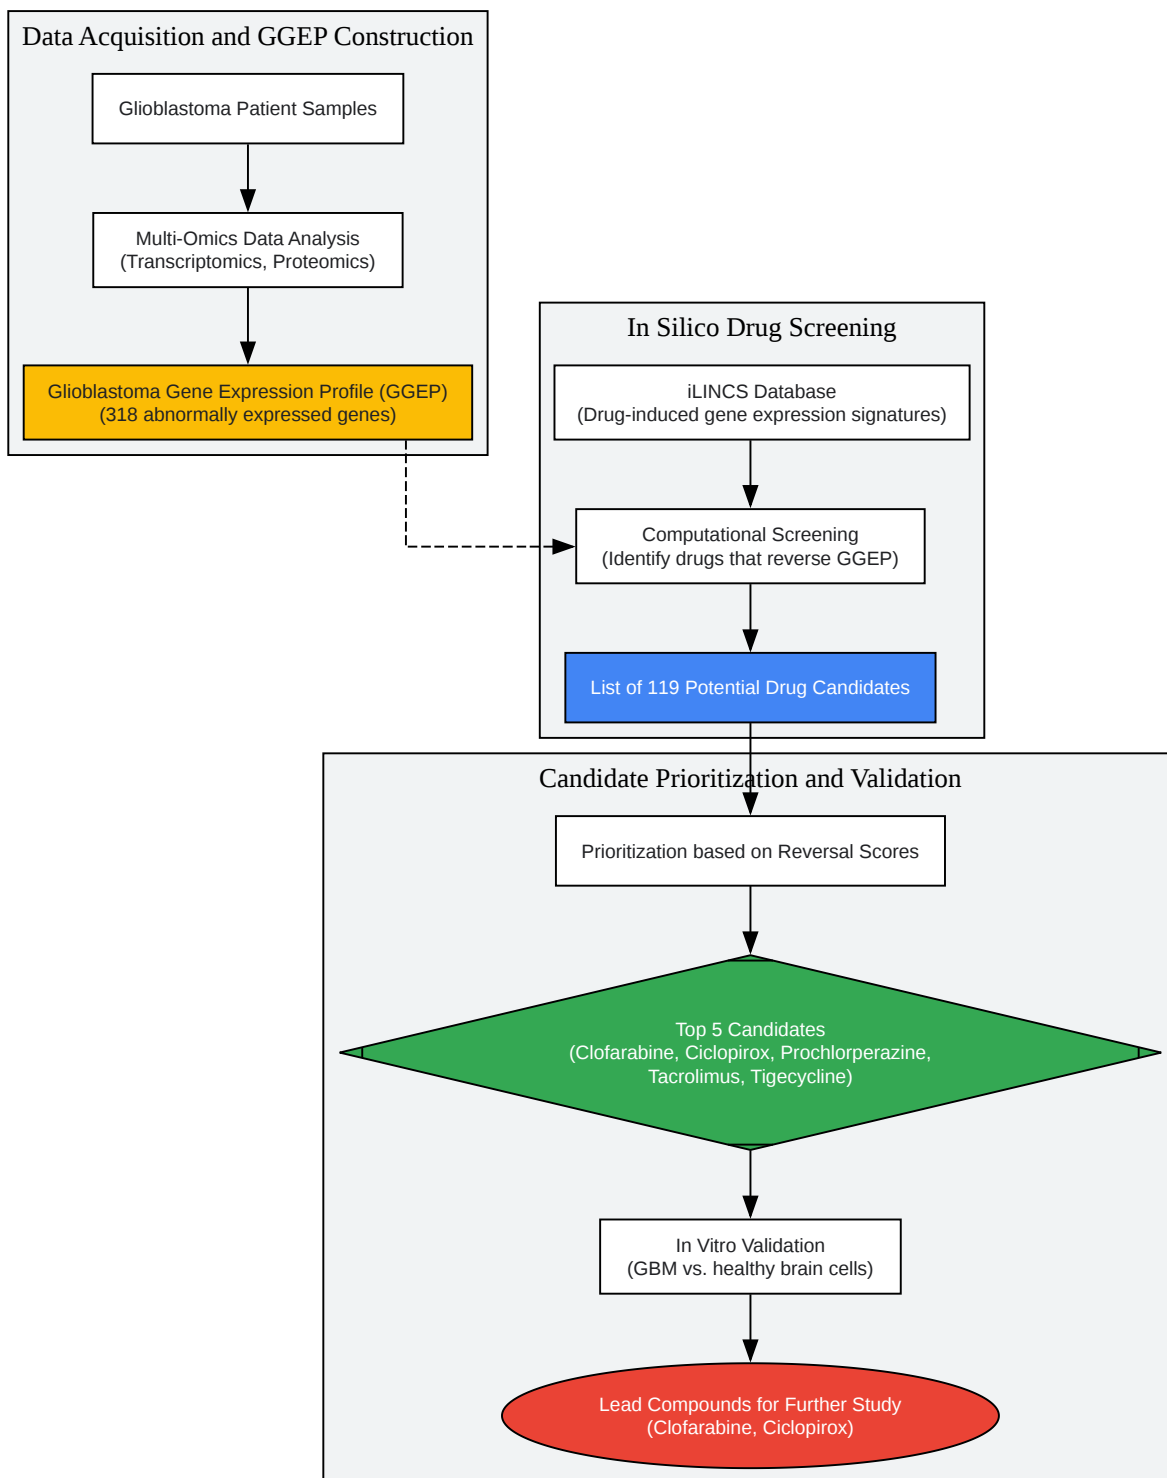 Data Acquisition and GGEP Construction
Glioblastoma Patient Samples
Multi-Omics Data Analysis
(Transcriptomics, Proteomics)
Glioblastoma Gene Expression Profile (GGEP)
(318 abnormally expressed genes)
In Silico Drug Screening
iLINCS Database
(Drug-induced gene expression signatures)
Computational Screening
(Identify drugs that reverse GGEP)
List of 119 Potential Drug Candidates
Candidate Prioritization and Validation
Prioritization based on Reversal Scores
Top 5 Candidates
(Clofarabine, Ciclopirox, Prochlorperazine,
Tacrolimus, Tigecycline)
In Vitro Validation
(GBM vs. healthy brain cells)
Lead Compounds for Further Study
(Clofarabine, Ciclopirox)